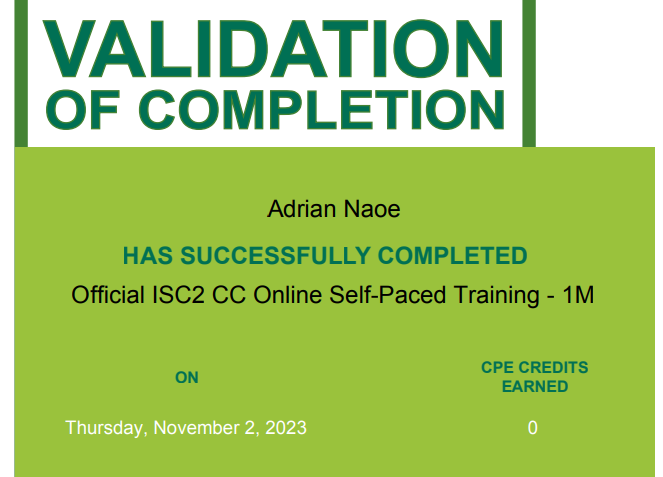 VALIDATION
OF COMPLETION
Adrian Naoe
HAS SUCCESSFULLY COMPLETED
Official ISC2 CC Online Self-Paced Training - 1M
ON
CPE CREDITS
EARNED
Thursday, November 2, 2023
0